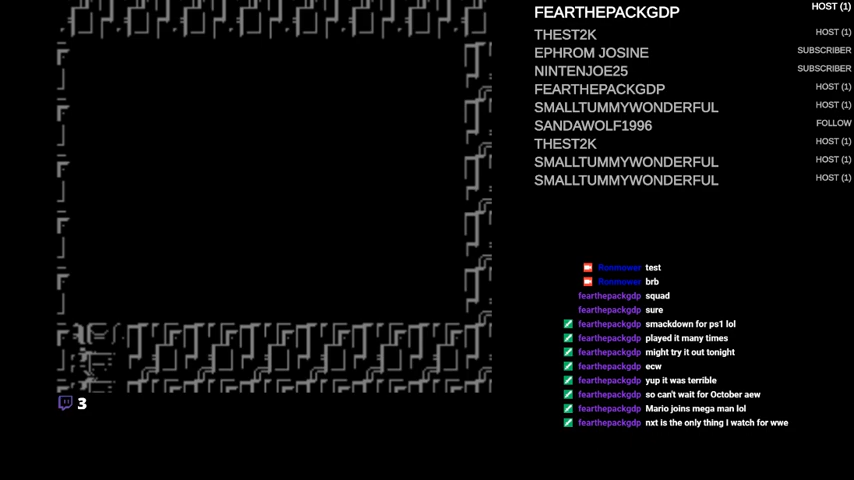 FEARTHEPACKGDP HOST (1)
THEST2K HOST (1)
EPHROM JOSINE SUBSCRIBER
NINTENJOE25 SUBSCRIBER
FEARTHEPACKGDP HOST (1)
SMALLTUMMYWONDERFUL HOST (1)
SANDAWOLF1996 FOLLOW
THEST2K HOST (1)
SMALLTUMMYWONDERFUL HOST (1)
SMALLTUMMYWONDERFUL HOST (1)
Ronmower test
Ronmower brb
fearthepackgdp squad
fearthepackgdp sure
fearthepackgdp smackdown for ps1 lol
fearthepackgdp played it many times
fearthepackgdp might try it out tonight
fearthepackgdp ecw
fearthepackgdp yup it was terrible
fearthepackgdp so can't wait for October aew
fearthepackgdp Mario joins mega man lol
fearthepackgdp nxt is the only thing I watch for wwe
3